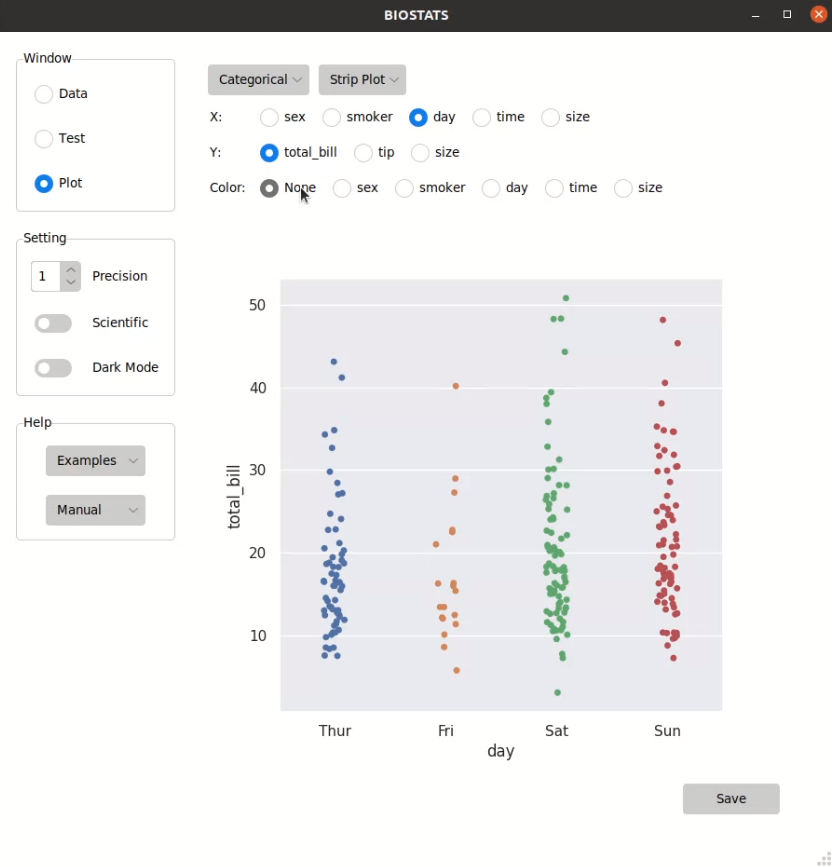 BIOSTATS
Window
Data
Test
Plot
Setting
1 Precision
Scientific
Dark Mode
Help
Examples
Manual
Categorical Strip Plot
X: sex smoker day time size
Y: total_bill tip size
Color: None sex smoker day time size
50
40
30
20
10
total_bill
Thur Fri Sat Sun
day
Save